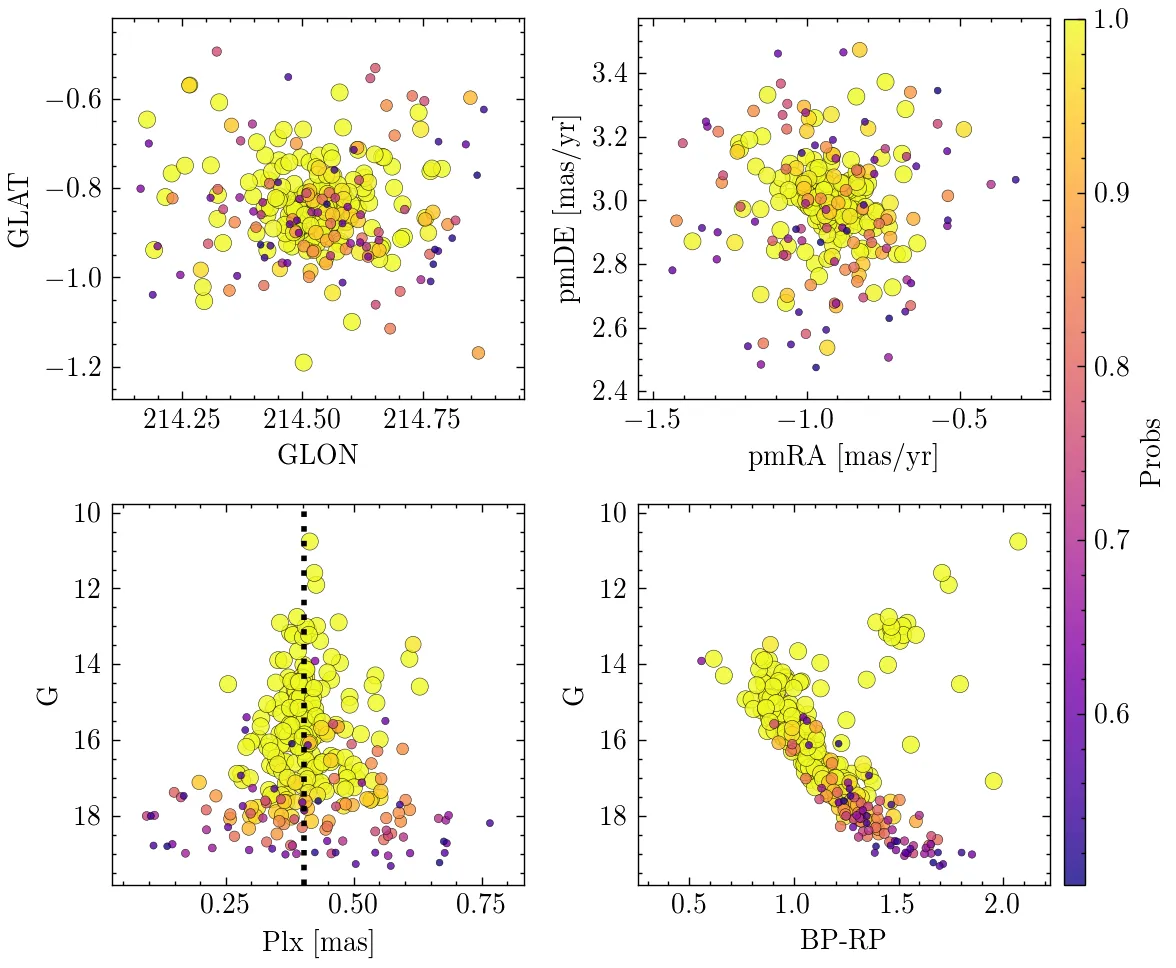 GLAT
−0.6
−0.8
−1.0
−1.2
214.25 214.50 214.75
GLON
pmDE [mas/yr]
3.4
3.2
3.0
2.8
2.6
2.4
−1.5 −1.0 −0.5
pmRA [mas/yr]
G
10
12
14
16
18
0.25 0.50 0.75
Plx [mas]
G
10
12
14
16
18
0.5 1.0 1.5 2.0
BP-RP
1.0
0.9
0.8
0.7
0.6
Probs